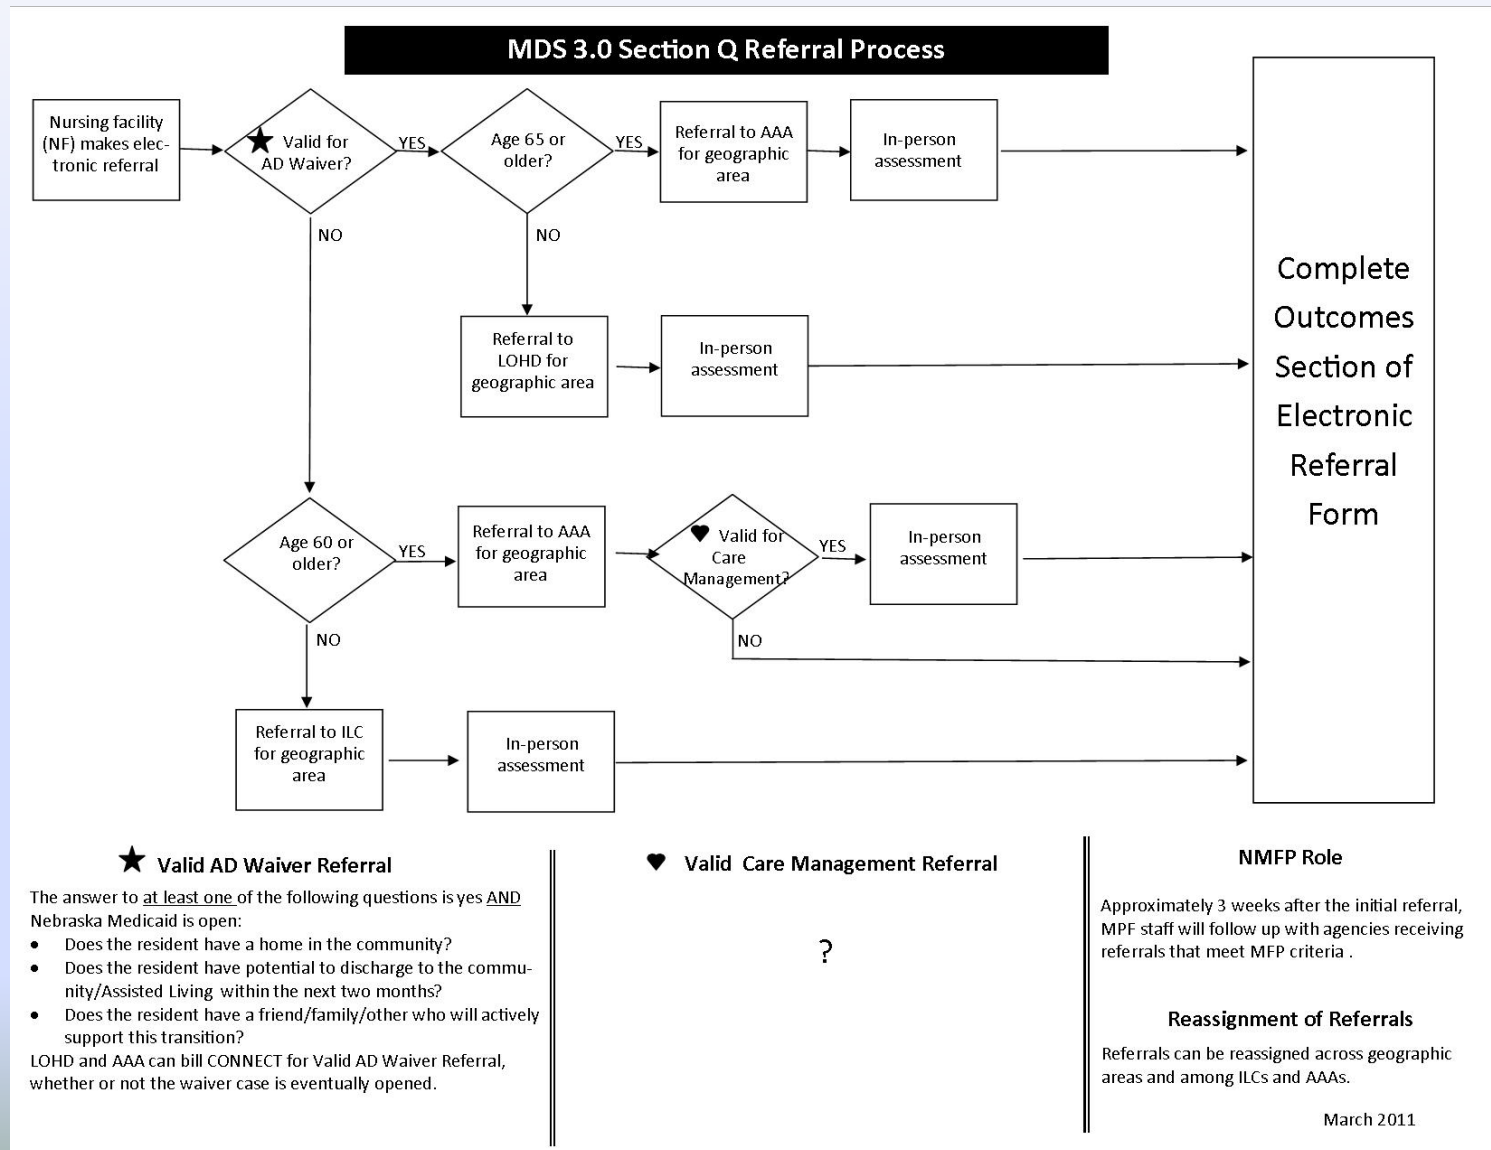 MDS 3.0 Section Q Referral Process
Nursing facility
(NF) makes elec-
tronic referral
Valid for
AD Waiver?
YES
Age 65 or
older?
YES
Referral to AAA
for geographic
area
In-person
assessment
NO
NO
Referral to
LOHD for
geographic area
In-person
assessment
Complete
Outcomes
Section of
Electronic
Referral
Form
Age 60 or
older?
YES
Referral to AAA
for geographic
area
Valid for
Care
Management?
YES
In-person
assessment
NO
NO
Referral to ILC
for geographic
area
In-person
assessment
★ Valid AD Waiver Referral
The answer to at least one of the following questions is yes AND
Nebraska Medicaid is open:
• Does the resident have a home in the community?
• Does the resident have potential to discharge to the commu-
nity/Assisted Living within the next two months?
• Does the resident have a friend/family/other who will actively
support this transition?
LOHD and AAA can bill CONNECT for Valid AD Waiver Referral,
whether or not the waiver case is eventually opened.
♥ Valid Care Management Referral
?
NMFP Role
Approximately 3 weeks after the initial referral,
MPF staff will follow up with agencies receiving
referrals that meet MFP criteria .
Reassignment of Referrals
Referrals can be reassigned across geographic
areas and among ILCs and AAAs.
March 2011